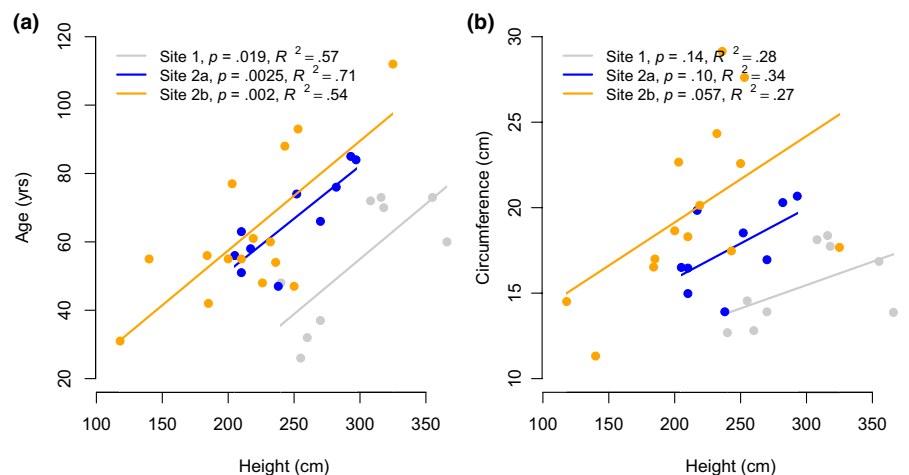 (a)
Site 1, p = .019, R 2 = .57
Site 2a, p = .0025, R 2 = .71
Site 2b, p = .002, R 2 = .54
Age (yrs)
120
100
80
60
40
20
100 150 200 250 300 350
Height (cm)
(b)
Site 1, p = .14, R 2 = .28
Site 2a, p = .10, R 2 = .34
Site 2b, p = .057, R 2 = .27
Circumference (cm)
30
25
20
15
10
100 150 200 250 300 350
Height (cm)